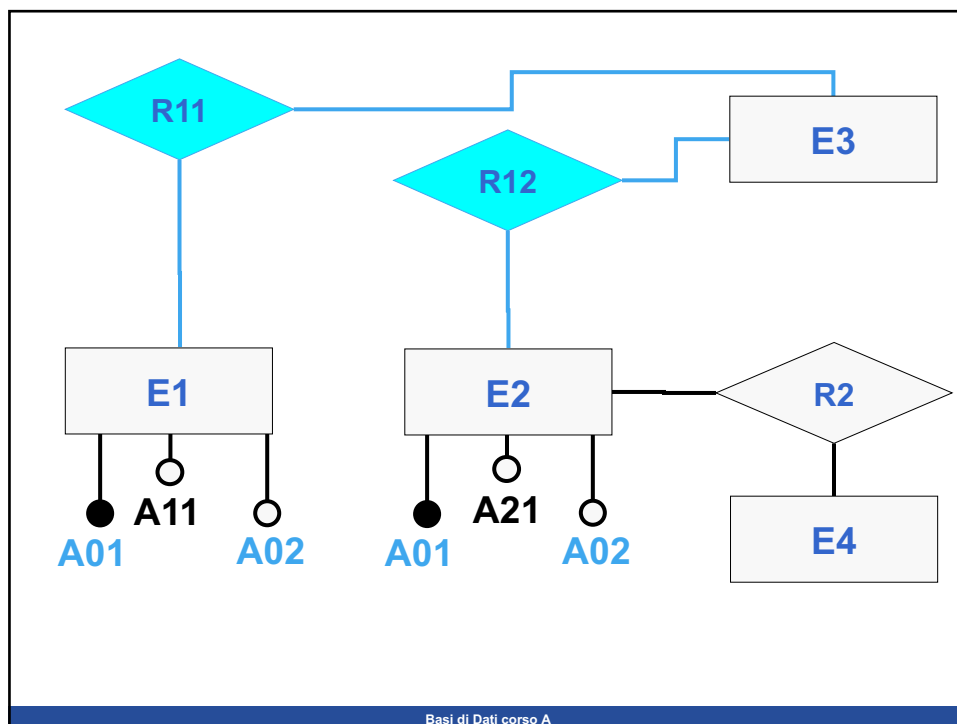 R11
E3
R12
E1
E2
R2
A11
A21
A01
A02
A01
A02
E4
Basi di Dati corso A